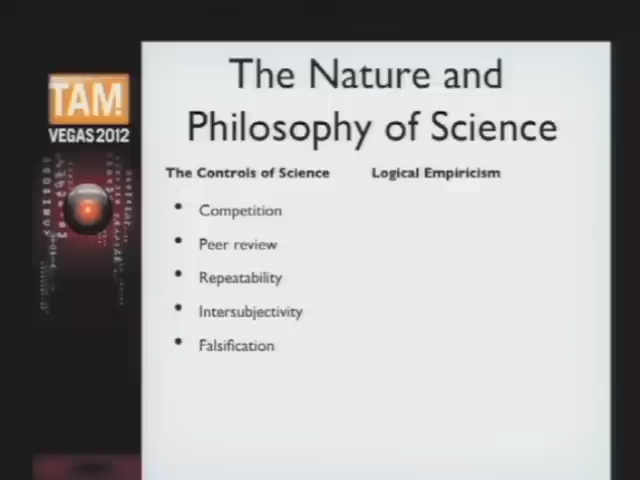 TAM!
VEGAS 2012
The Nature and
Philosophy of Science
The Controls of Science
Logical Empiricism
• Competition
• Peer review
• Repeatability
• Intersubjectivity
• Falsification